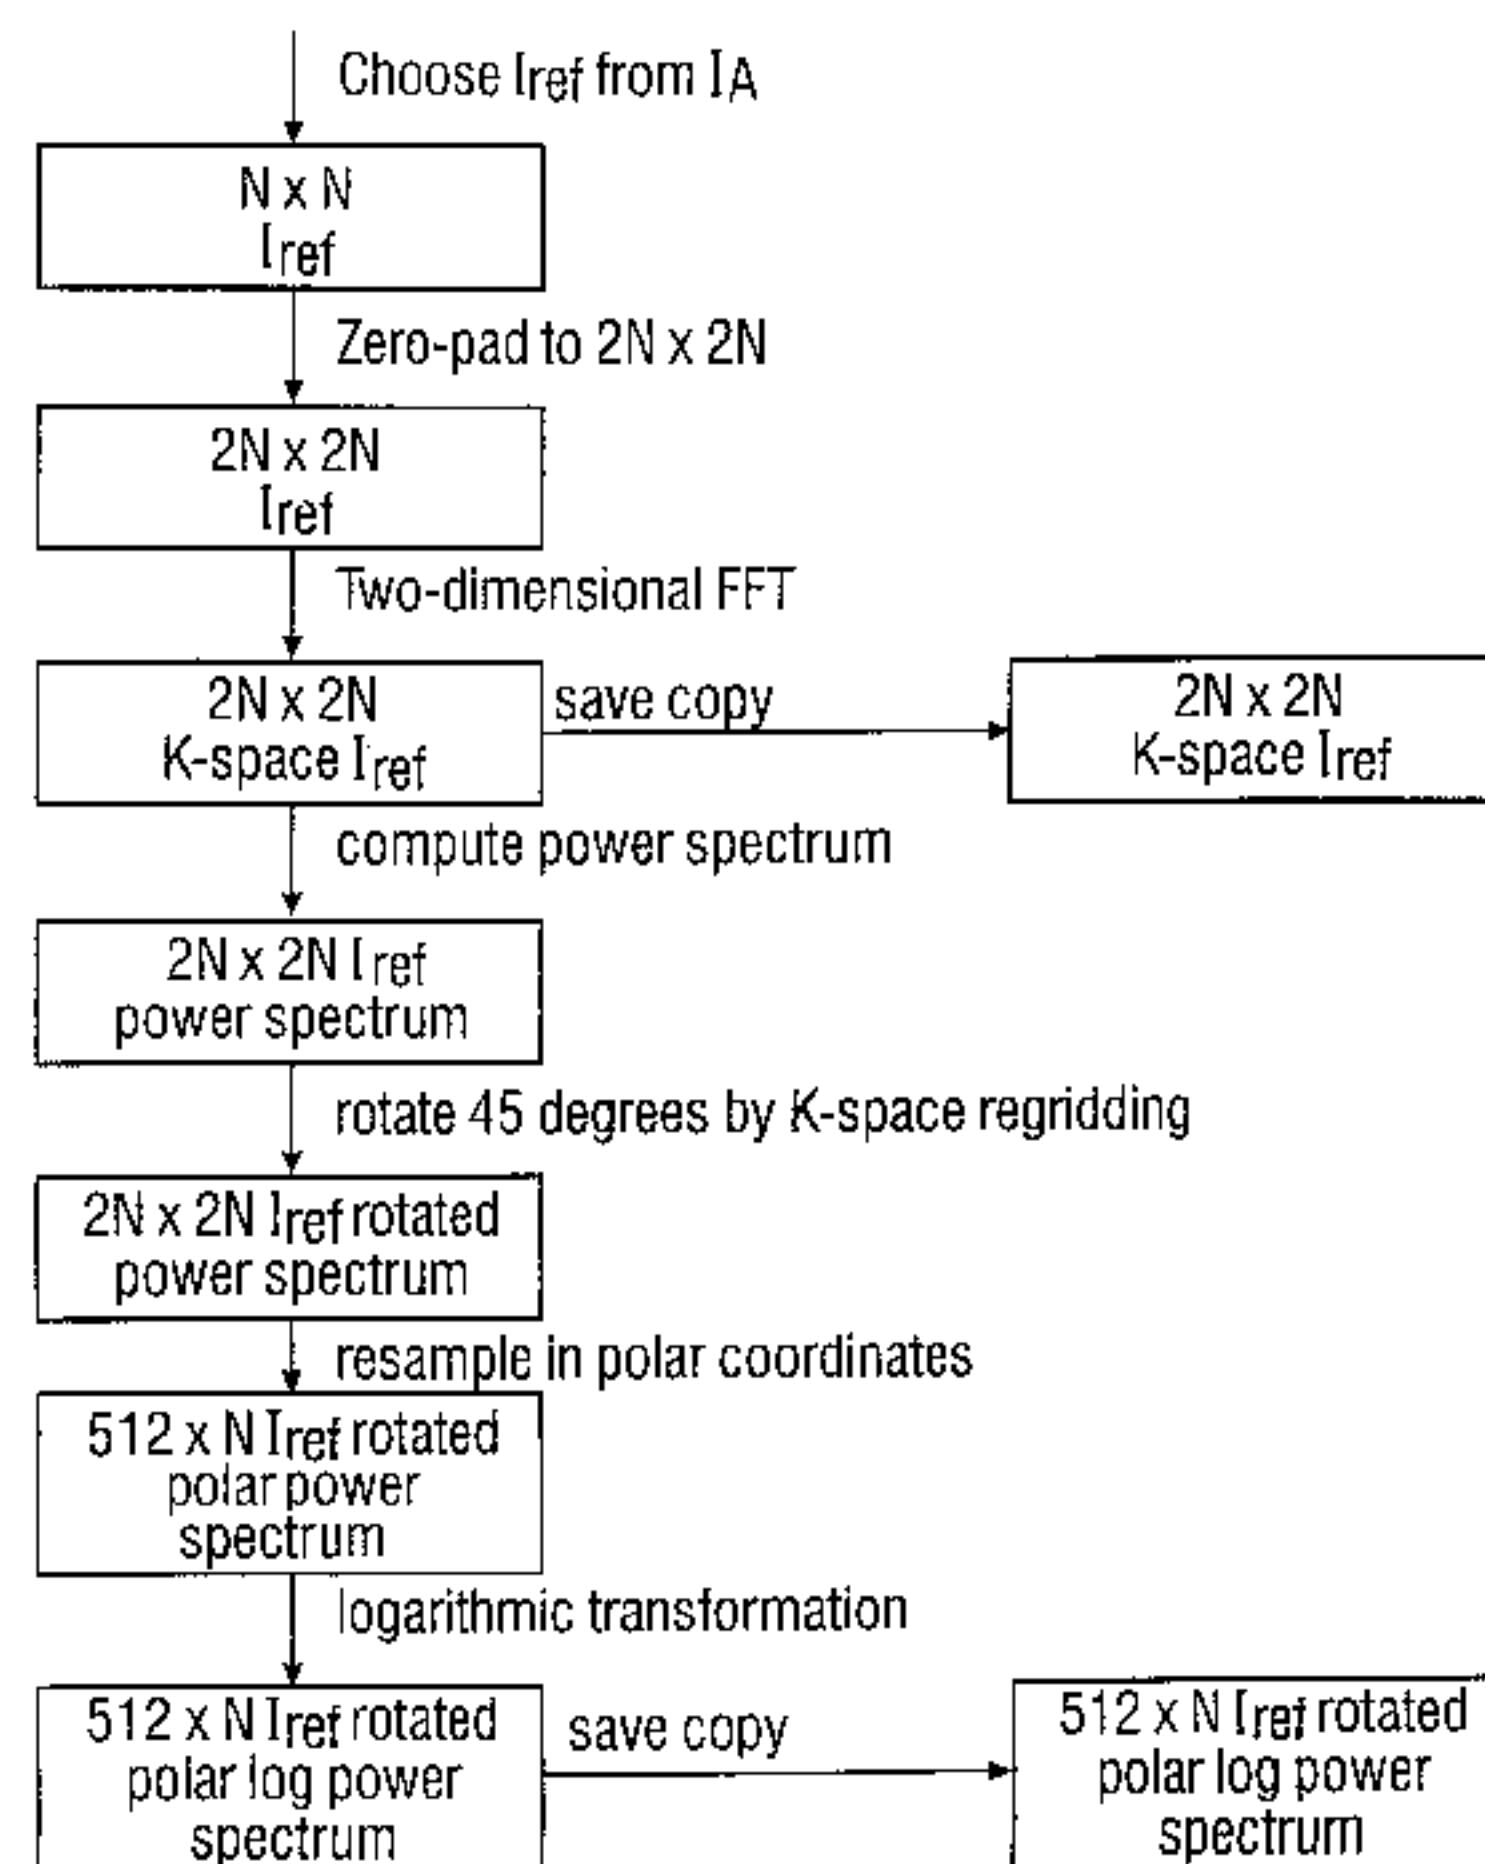 Choose Iref from IA
N x N
Iref
Zero-pad to 2N x 2N
2N x 2N
Iref
Two-dimensional FFT
2N x 2N
K-space Iref
save copy
2N x 2N
K-space Iref
compute power spectrum
2N x 2N Iref
power spectrum
rotate 45 degrees by K-space regridding
2N x 2N Iref rotated
power spectrum
resample in polar coordinates
512 x N Iref rotated
polar power
spectrum
logarithmic transformation
512 x N Iref rotated
polar log power
spectrum
save copy
512 x N Iref rotated
polar log power
spectrum